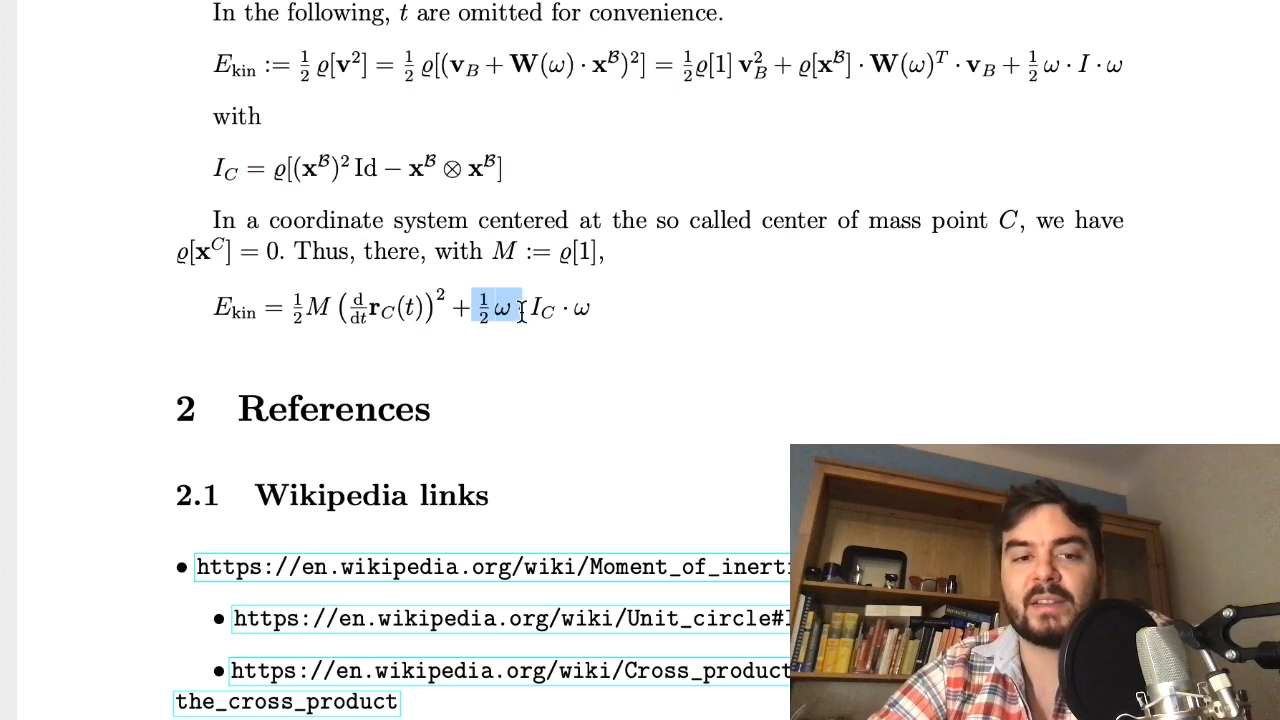 In the following, t are omitted for convenience.
E_kin := ½ ϱ[v²] = ½ ϱ[(v_B + W(ω) · x^ℬ)²] = ½ϱ[1] v_B² + ϱ[x^ℬ] · W(ω)^T · v_B + ½ ω · I · ω
with
I_C = ϱ[(x^ℬ)² Id − x^ℬ ⊗ x^ℬ]
In a coordinate system centered at the so called center of mass point C, we have
ϱ[x^C] = 0. Thus, there, with M := ϱ[1],
E_kin = ½M (d/dt r_C(t))² + ½ ω · I_C · ω
2 References
2.1 Wikipedia links
• https://en.wikipedia.org/wiki/Moment_of_inert
• https://en.wikipedia.org/wiki/Unit_circle#
• https://en.wikipedia.org/wiki/Cross_product
the_cross_product